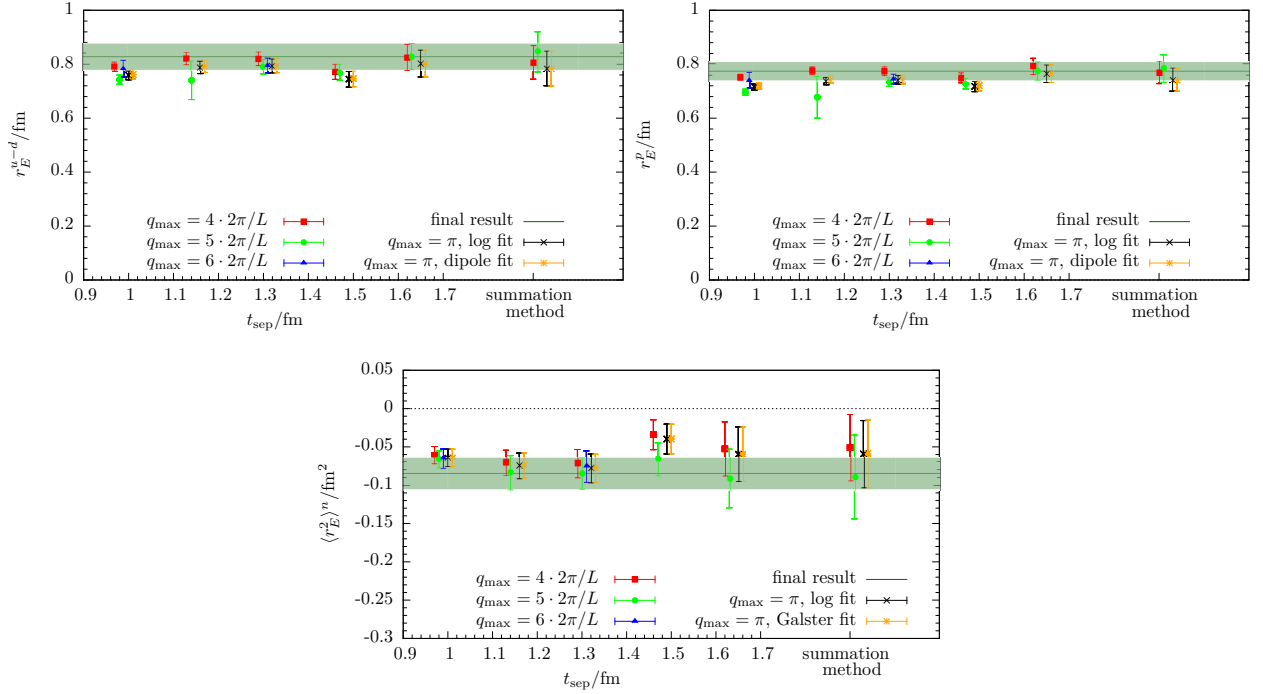 1
0.8
0.6
0.4
0.2
0
r_E^{u−d}/fm
q_max = 4 · 2π/L
q_max = 5 · 2π/L
q_max = 6 · 2π/L
final result
q_max = π, log fit
q_max = π, dipole fit
0.9 1 1.1 1.2 1.3 1.4 1.5 1.6 1.7 summation
method
t_sep/fm
1
0.8
0.6
0.4
0.2
0
r_E^p/fm
q_max = 4 · 2π/L
q_max = 5 · 2π/L
q_max = 6 · 2π/L
final result
q_max = π, log fit
q_max = π, dipole fit
0.9 1 1.1 1.2 1.3 1.4 1.5 1.6 1.7 summation
method
t_sep/fm
0.05
0
-0.05
-0.1
-0.15
-0.2
-0.25
-0.3
⟨r_E^2⟩^n/fm^2
q_max = 4 · 2π/L
q_max = 5 · 2π/L
q_max = 6 · 2π/L
final result
q_max = π, log fit
q_max = π, Galster fit
0.9 1 1.1 1.2 1.3 1.4 1.5 1.6 1.7 summation
method
t_sep/fm